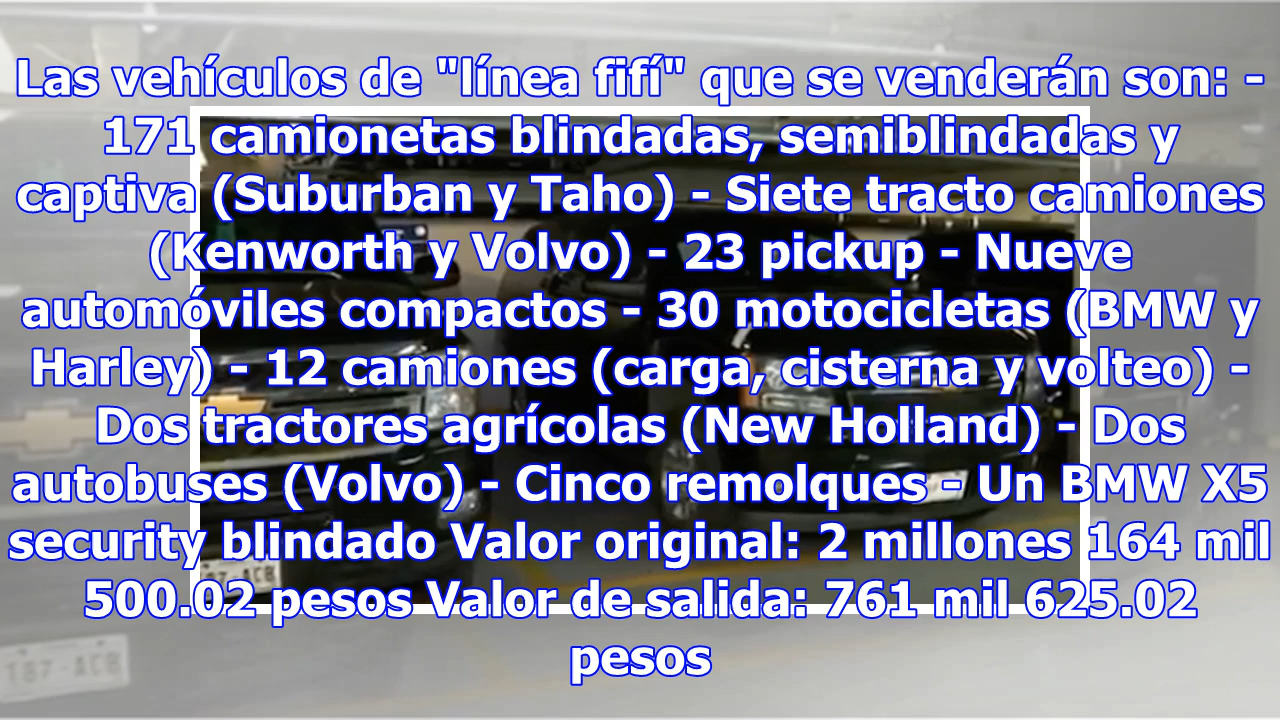 Las vehículos de "línea fifí" que se venderán son: -
171 camionetas blindadas, semiblindadas y
captiva (Suburban y Taho) - Siete tracto camiones
(Kenworth y Volvo) - 23 pickup - Nueve
automóviles compactos - 30 motocicletas (BMW y
Harley) - 12 camiones (carga, cisterna y volteo) -
Dos tractores agrícolas (New Holland) - Dos
autobuses (Volvo) - Cinco remolques - Un BMW X5
security blindado Valor original: 2 millones 164 mil
500.02 pesos Valor de salida: 761 mil 625.02
pesos